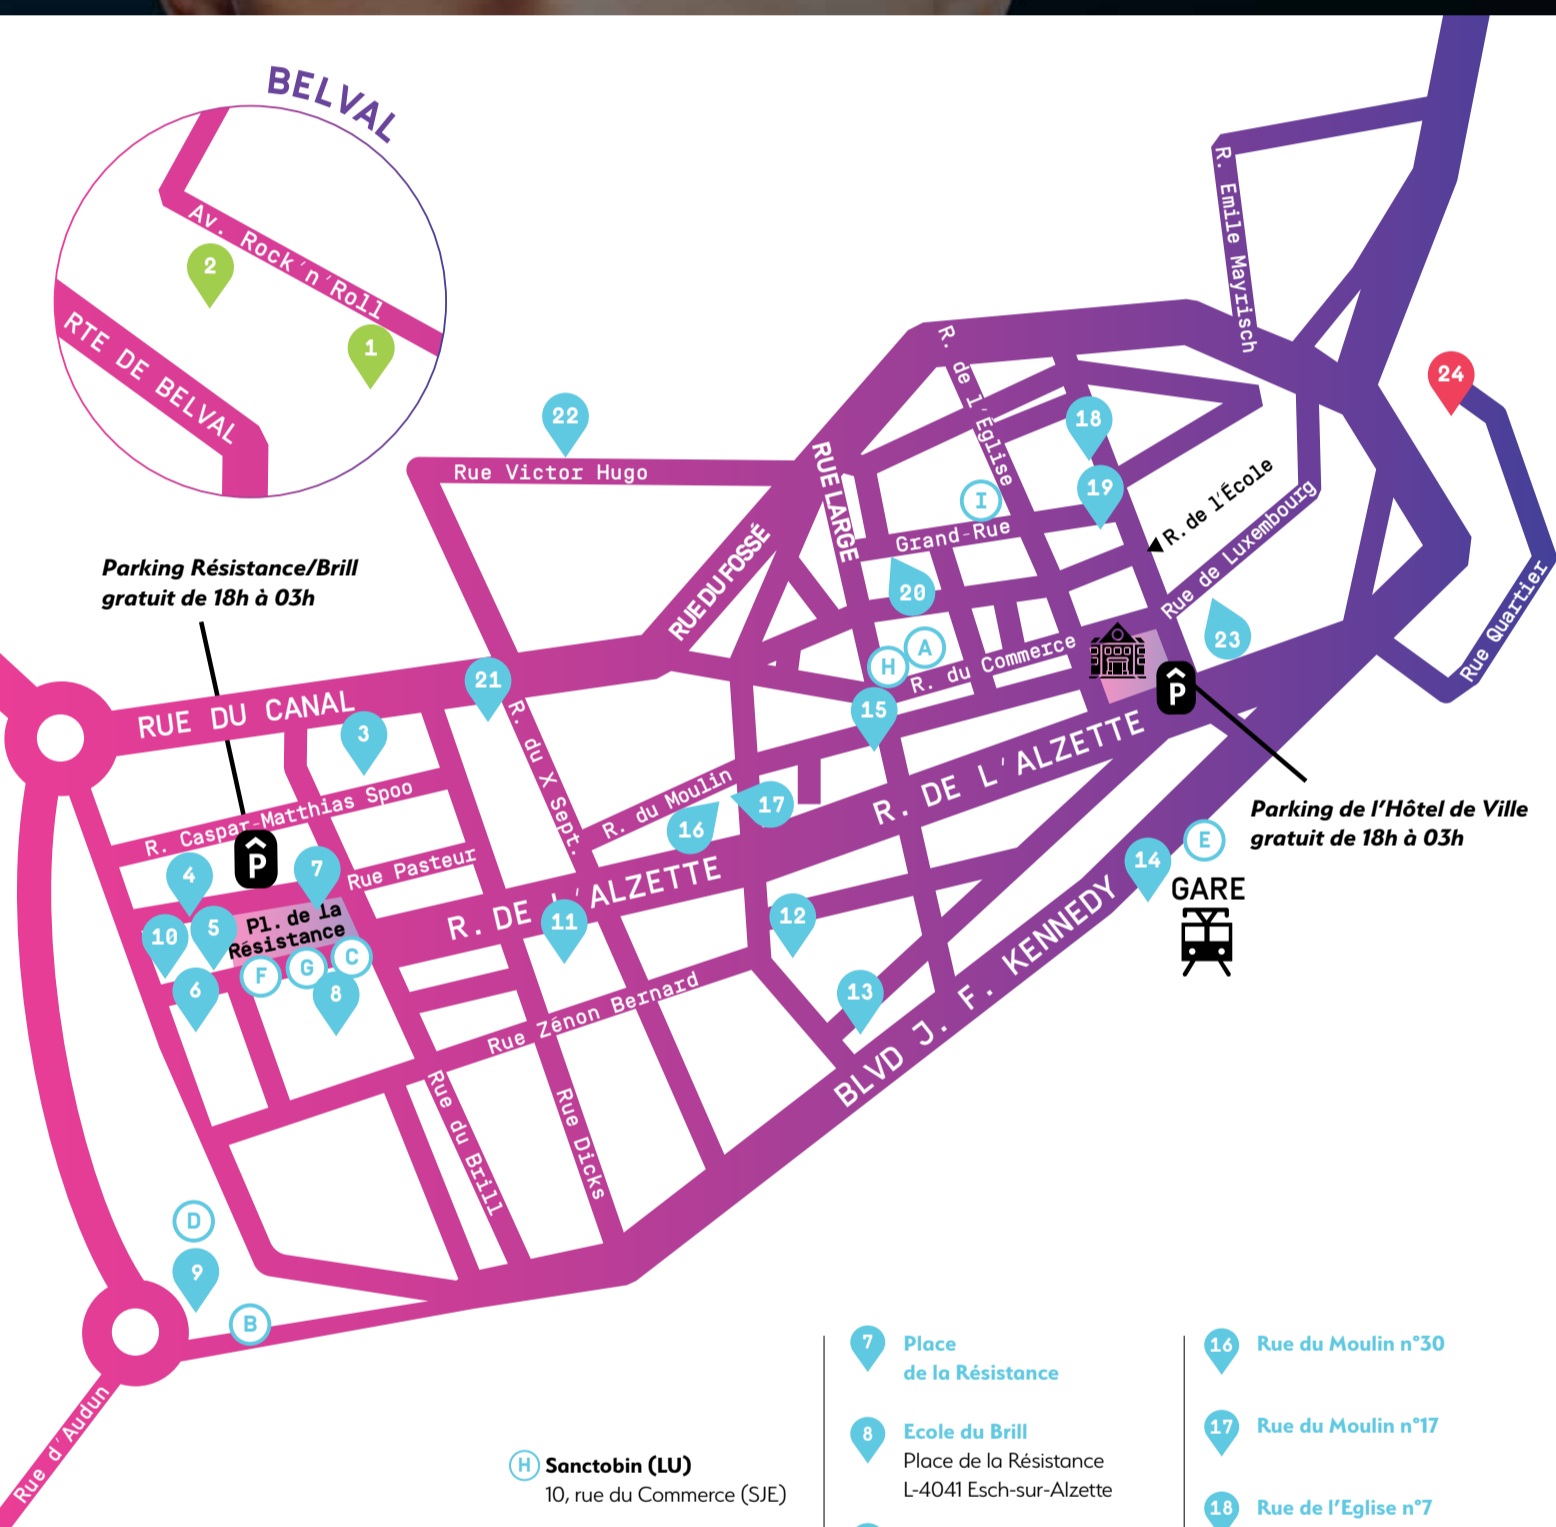 BELVAL
Av. Rock'n'Roll
2
1
RTE DE BELVAL
22
Rue Victor Hugo
R. Emile Mayrisch
24
R. de l'Église
18
19
RUE LARGE
I
Grand-Rue
R. de l'École
Rue de Luxembourg
Rue Quartier
RUE DU FOSSÉ
20
23
Parking Résistance/Brill
gratuit de 18h à 03h
A
H
R. du Commerce
P
15
21
RUE DU CANAL
3
R. du X Sept.
R. DE L'ALZETTE
Parking de l'Hôtel de Ville
gratuit de 18h à 03h
R. Caspar-Matthias Spoo
R. du Moulin
17
16
P
4
7
Rue Pasteur
R. DE L'ALZETTE
14
E
GARE
10
5
Pl. de la
Résistance
11
12
F
G
C
6
8
13
Rue Zénon Bernard
BLVD J. F. KENNEDY
Rue du Brill
Rue Dicks
D
9
B
Rue d'Audun
H Sanctobin (LU)
10, rue du Commerce (SJE)
7 Place
de la Résistance
8 Ecole du Brill
Place de la Résistance
L-4041 Esch-sur-Alzette
16 Rue du Moulin n°30
17 Rue du Moulin n°17
18 Rue de l'Eglise n°7